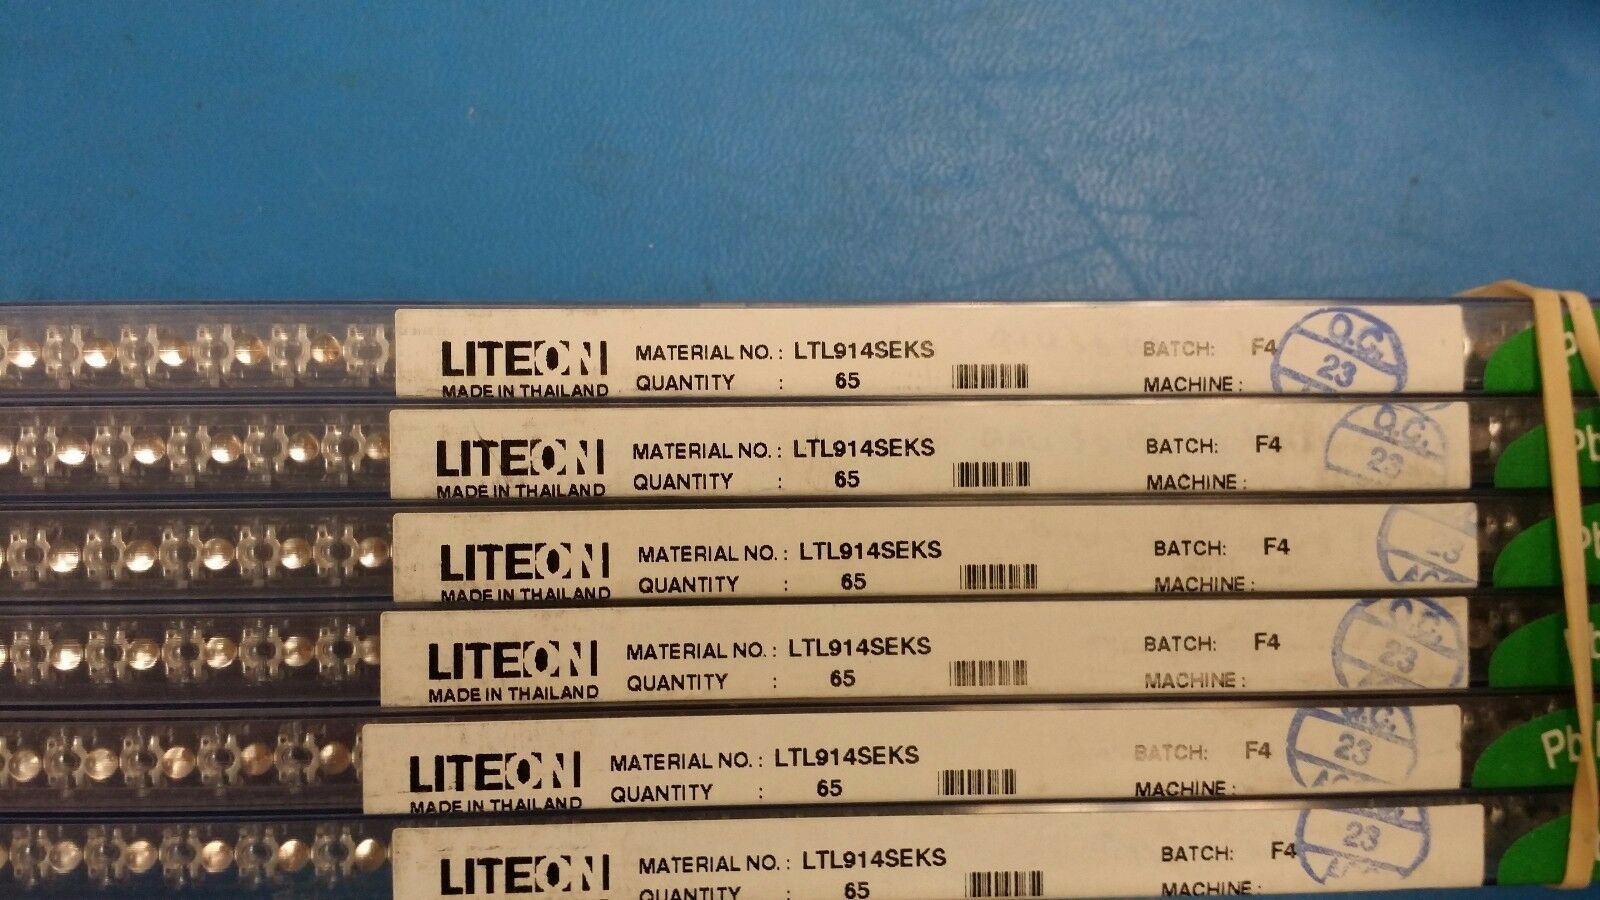 LITEON MATERIAL NO. : LTL914SEKS BATCH: F4 Q.C.
MADE IN THAILAND QUANTITY : 65 MACHINE : 23
LITEON MATERIAL NO. : LTL914SEKS BATCH: F4 Q.C.
MADE IN THAILAND QUANTITY : 65 MACHINE : 23 Pb
LITEON MATERIAL NO. : LTL914SEKS BATCH: F4
MADE IN THAILAND QUANTITY : 65 MACHINE :
LITEON MATERIAL NO. : LTL914SEKS BATCH: F4 Q.C.
MADE IN THAILAND QUANTITY : 65 MACHINE : 23
LITEON MATERIAL NO. : LTL914SEKS BATCH: F4 Q.C.
MADE IN THAILAND QUANTITY : 65 MACHINE : 23 Pb
LITEON MATERIAL NO. : LTL914SEKS BATCH: F4 23
QUANTITY : 65 MACHINE :